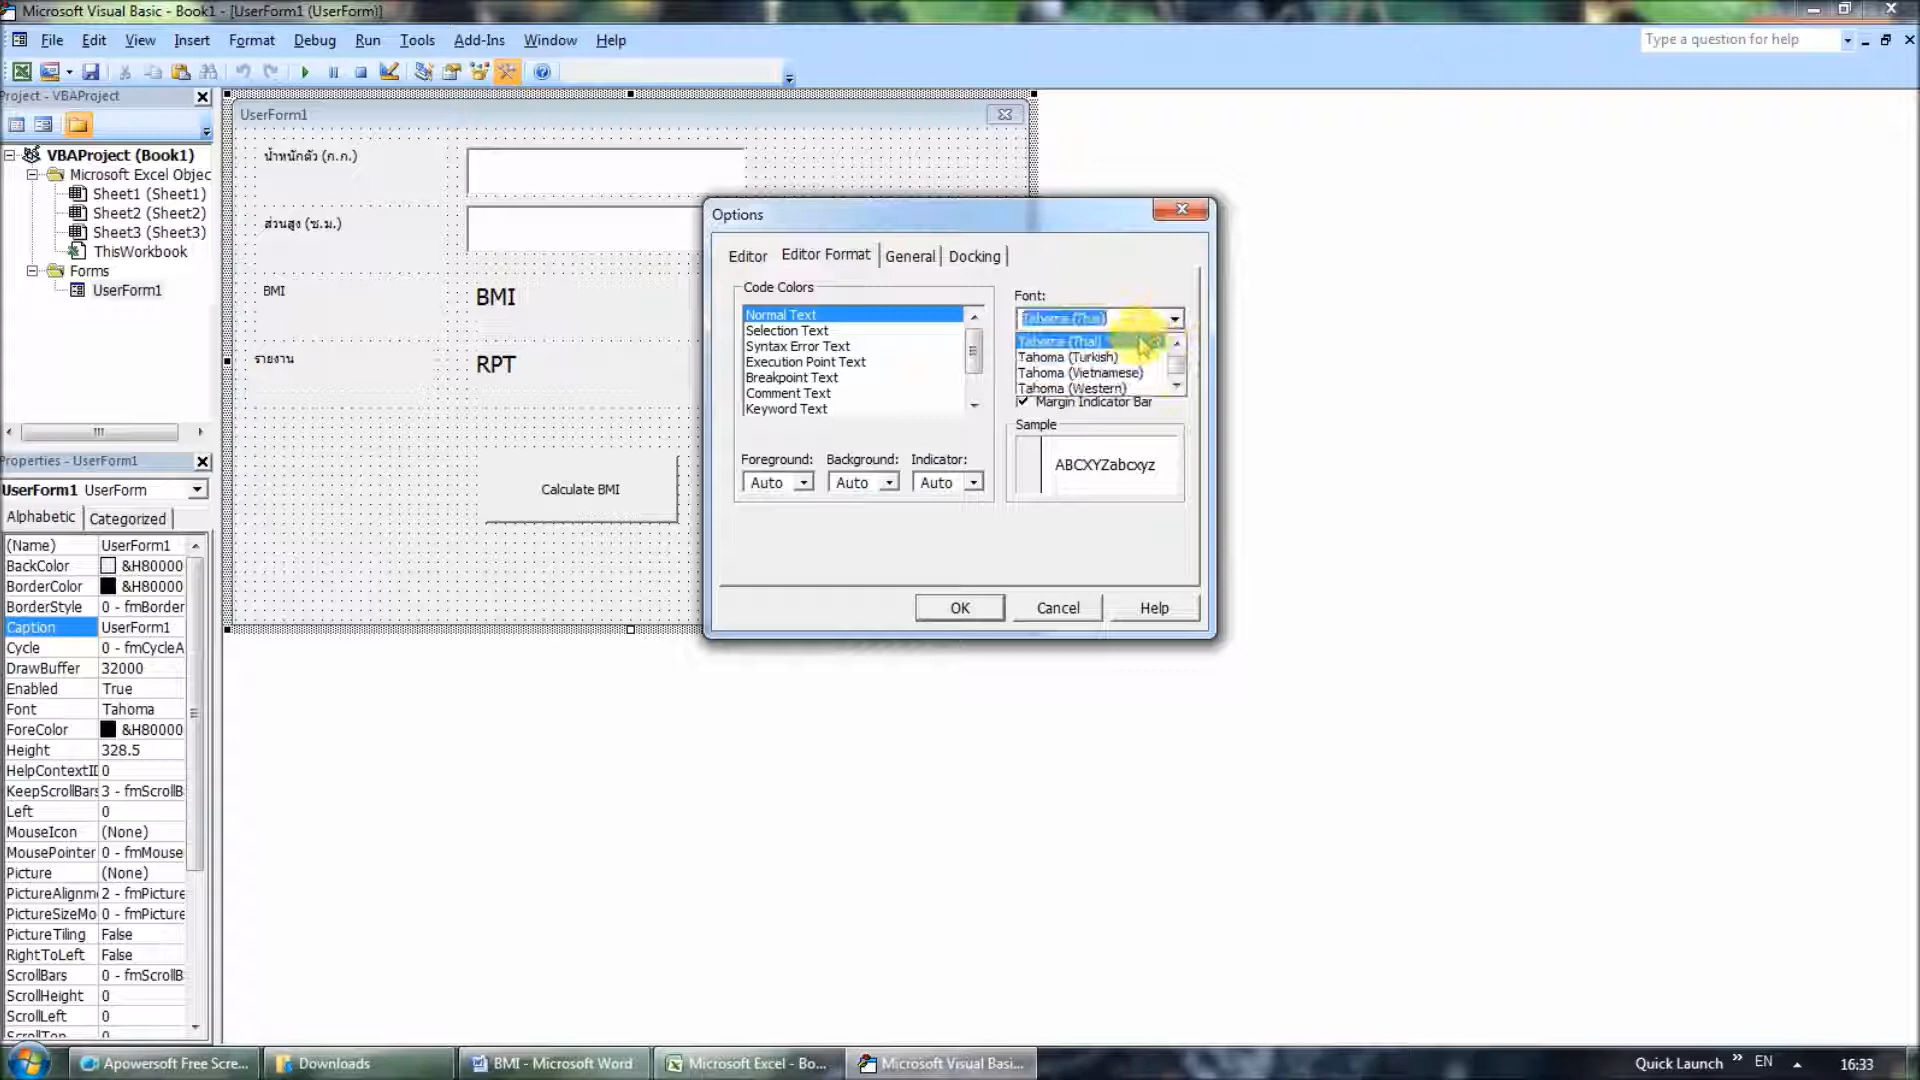 Microsoft Visual Basic - Book1 - [UserForm1 (UserForm)]
File Edit View Insert Format Debug Run Tools Add-Ins Window Help
Type a question for help
Project - VBAProject
VBAProject (Book1)
Microsoft Excel Objec
Sheet1 (Sheet1)
Sheet2 (Sheet2)
Sheet3 (Sheet3)
ThisWorkbook
Forms
UserForm1
UserForm1
น้ำหนักตัว (ก.ก.)
ส่วนสูง (ซ.ม.)
BMI
BMI
รายงาน
RPT
Calculate BMI
Options
Editor Editor Format General Docking
Code Colors
Normal Text
Selection Text
Syntax Error Text
Execution Point Text
Breakpoint Text
Comment Text
Keyword Text
Foreground: Background: Indicator:
Auto Auto Auto
Font:
Tahoma (Thai)
Tahoma (Thai)
Tahoma (Turkish)
Tahoma (Vietnamese)
Tahoma (Western)
Margin Indicator Bar
Sample
ABCXYZabcxyz
OK Cancel Help
Properties - UserForm1
UserForm1 UserForm
Alphabetic Categorized
(Name) UserForm1
BackColor &H80000
BorderColor &H80000
BorderStyle 0 - fmBorder
Caption UserForm1
Cycle 0 - fmCycleA
DrawBuffer 32000
Enabled True
Font Tahoma
ForeColor &H80000
Height 328.5
HelpContextID 0
KeepScrollBars 3 - fmScrollB
Left 0
MouseIcon (None)
MousePointer 0 - fmMouse
Picture (None)
PictureAlignm 2 - fmPicture
PictureSizeMo 0 - fmPicture
PictureTiling False
RightToLeft False
ScrollBars 0 - fmScrollB
ScrollHeight 0
ScrollLeft 0
ScrollTop 0
Apowersoft Free Scre... Downloads BMI - Microsoft Word Microsoft Excel - Bo... Microsoft Visual Basi... Quick Launch » EN 16:33